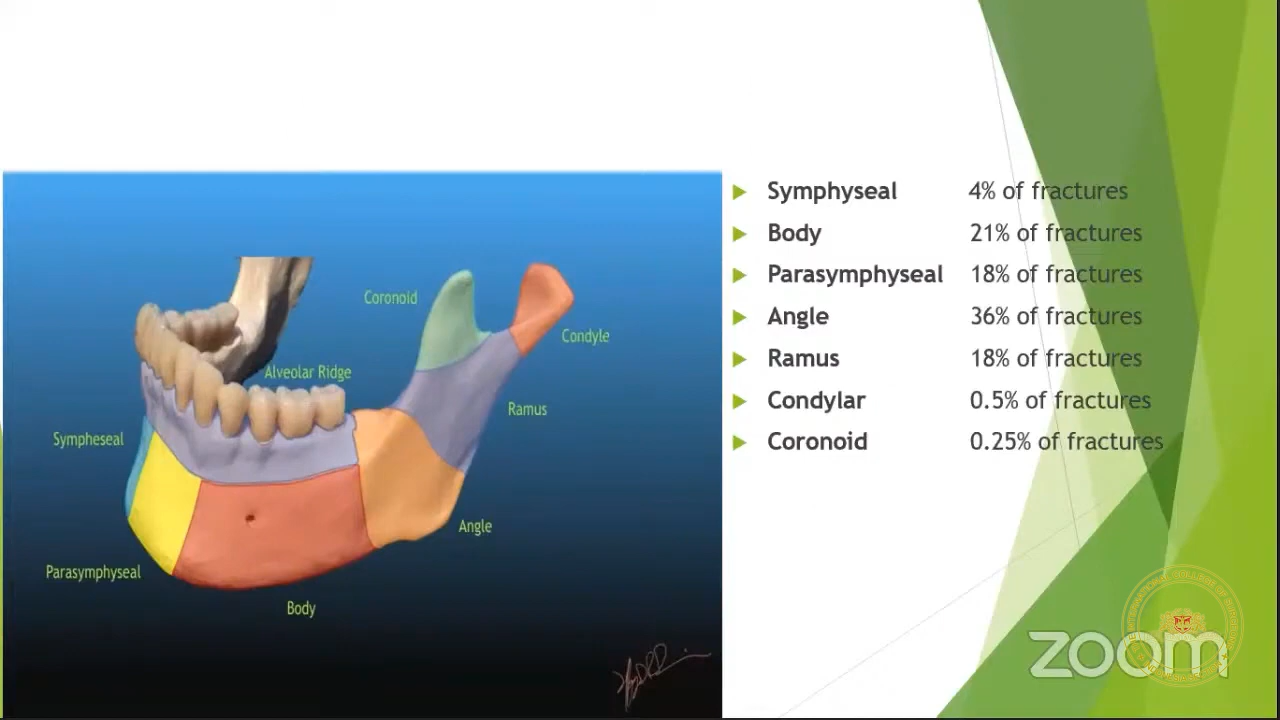 Symphyseal 4% of fractures
Body 21% of fractures
Parasymphyseal 18% of fractures
Angle 36% of fractures
Ramus 18% of fractures
Condylar 0.5% of fractures
Coronoid 0.25% of fractures
Coronoid
Condyle
Alveolar Ridge
Ramus
Sympheseal
Angle
Parasymphyseal
Body
zoom